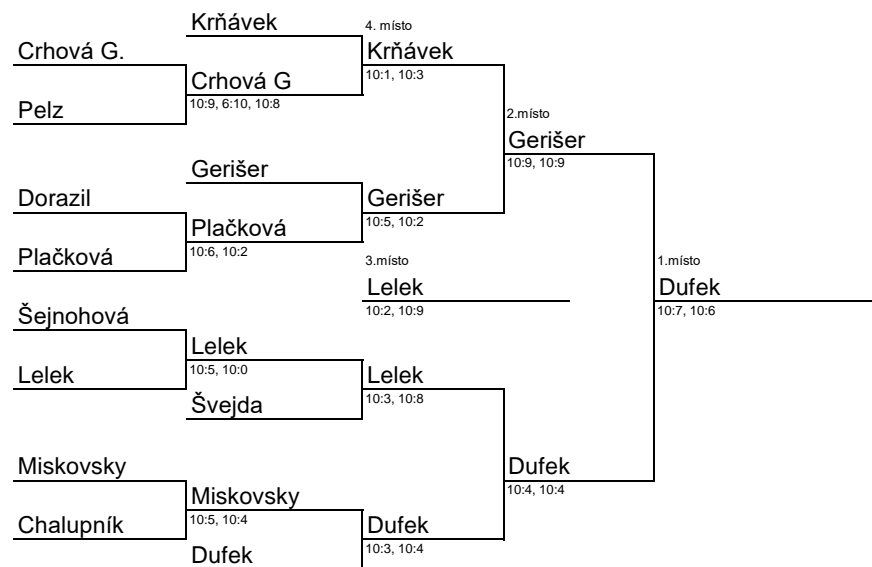 Krňávek
4. místo
Crhová G.
Krňávek
Crhová G
10:1, 10:3
10:9, 6:10, 10:8
Pelz
2.místo
Gerišer
10:9, 10:9
Gerišer
Dorazil
Gerišer
Plačková
10:5, 10:2
10:6, 10:2
Plačková
3.místo
1.místo
Lelek
Dufek
10:2, 10:9
10:7, 10:6
Šejnohová
Lelek
10:5, 10:0
Lelek
Lelek
10:3, 10:8
Švejda
Miskovsky
Dufek
10:4, 10:4
Miskovsky
10:5, 10:4
Chalupník
Dufek
10:3, 10:4
Dufek